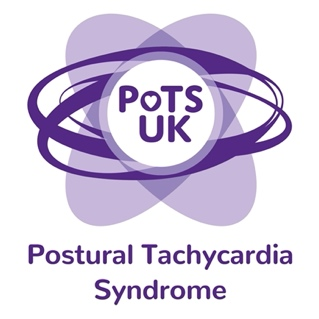 PoTS
UK
Postural Tachycardia
Syndrome